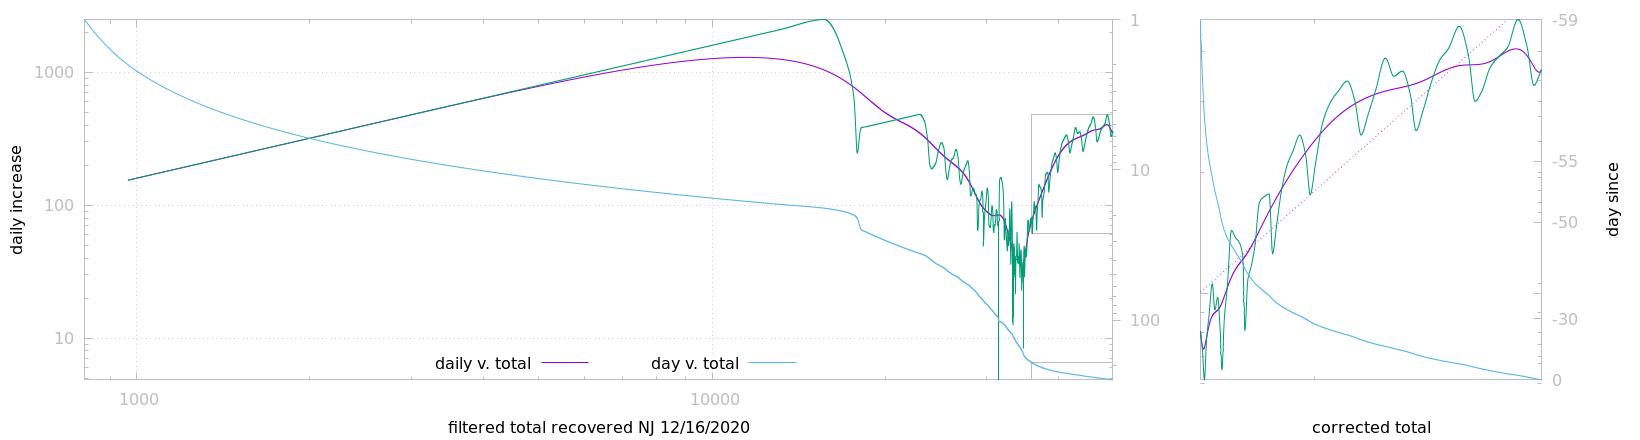 1000
100
10
daily increase
1
10
100
daily v. total
day v. total
1000
10000
filtered total recovered NJ 12/16/2020
-59
-55
-50
-30
0
day since
corrected total